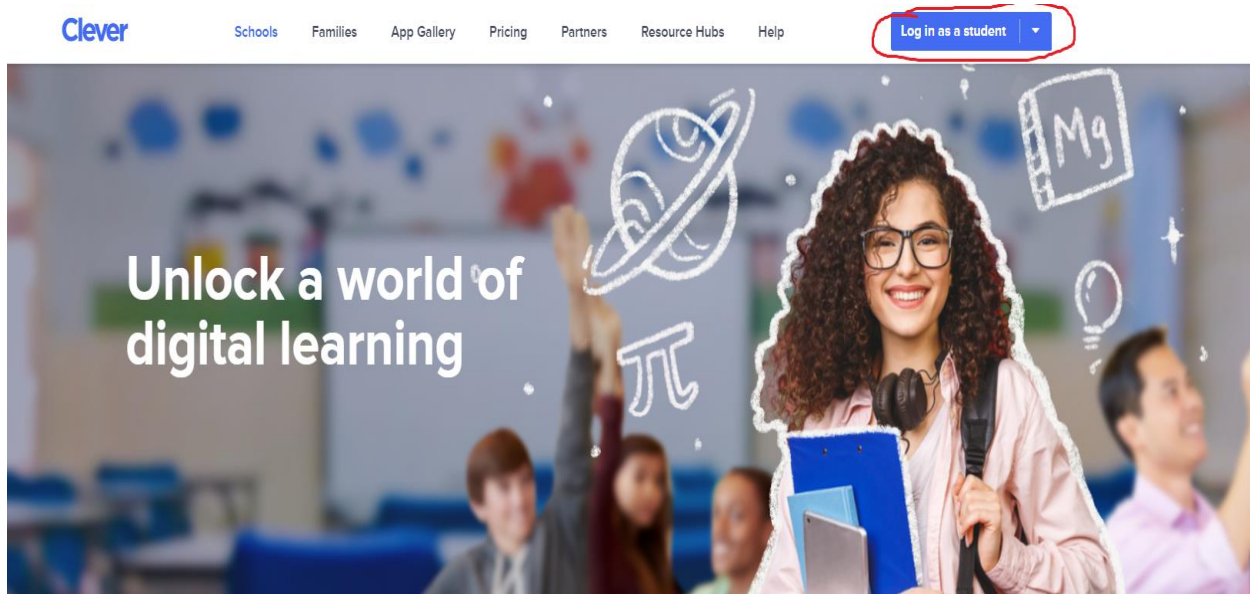 Clever
Schools Families App Gallery Pricing Partners Resource Hubs Help Log in as a student
Mg
Unlock a world of
digital learning
π